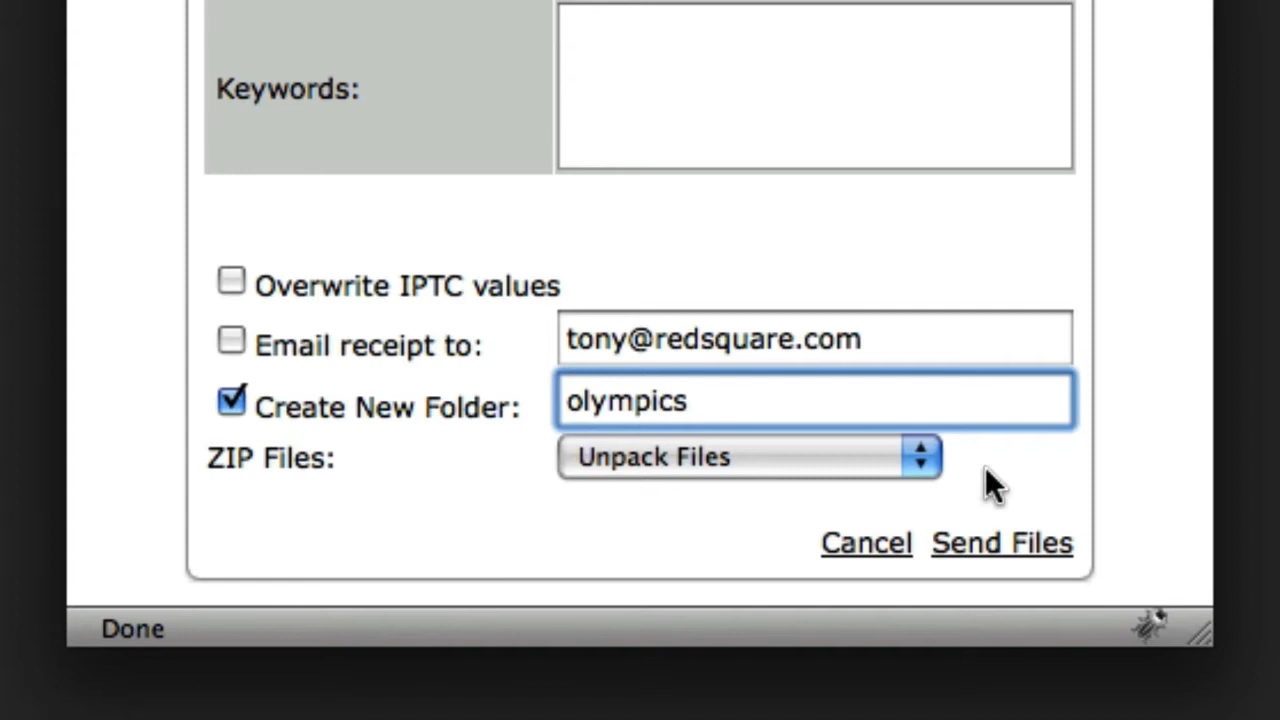 Keywords:
Overwrite IPTC values
Email receipt to: tony@redsquare.com
Create New Folder: olympics
ZIP Files: Unpack Files
Cancel Send Files
Done